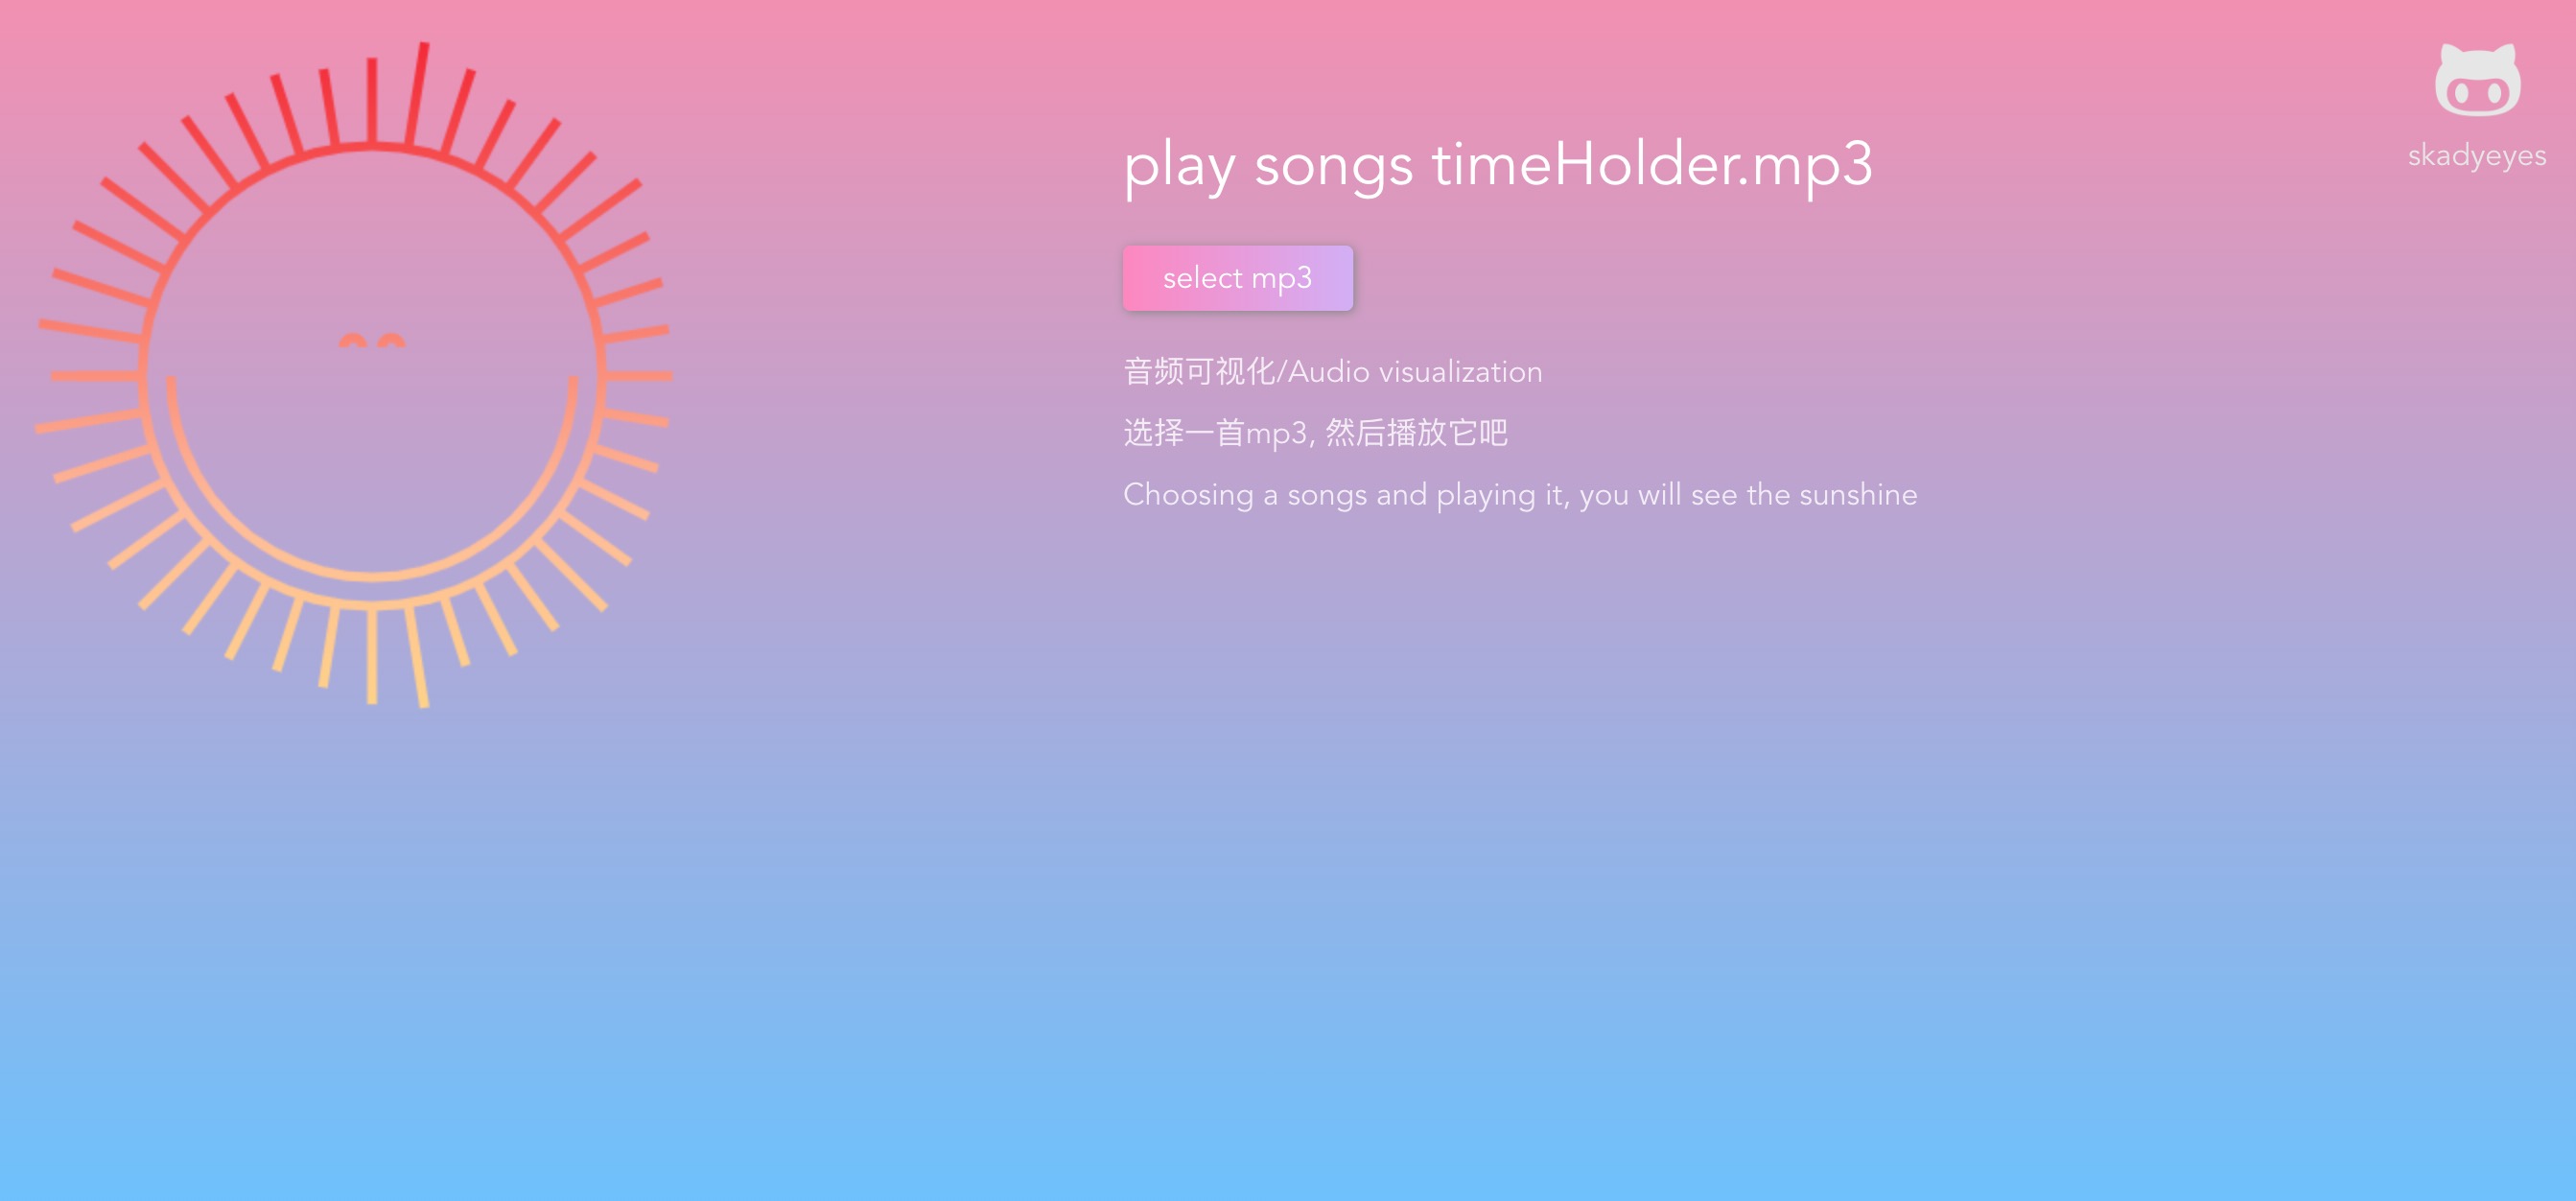 play songs timeHolder.mp3
skadyeyes
select mp3
音频可视化/Audio visualization
选择一首mp3, 然后播放它吧
Choosing a songs and playing it, you will see the sunshine